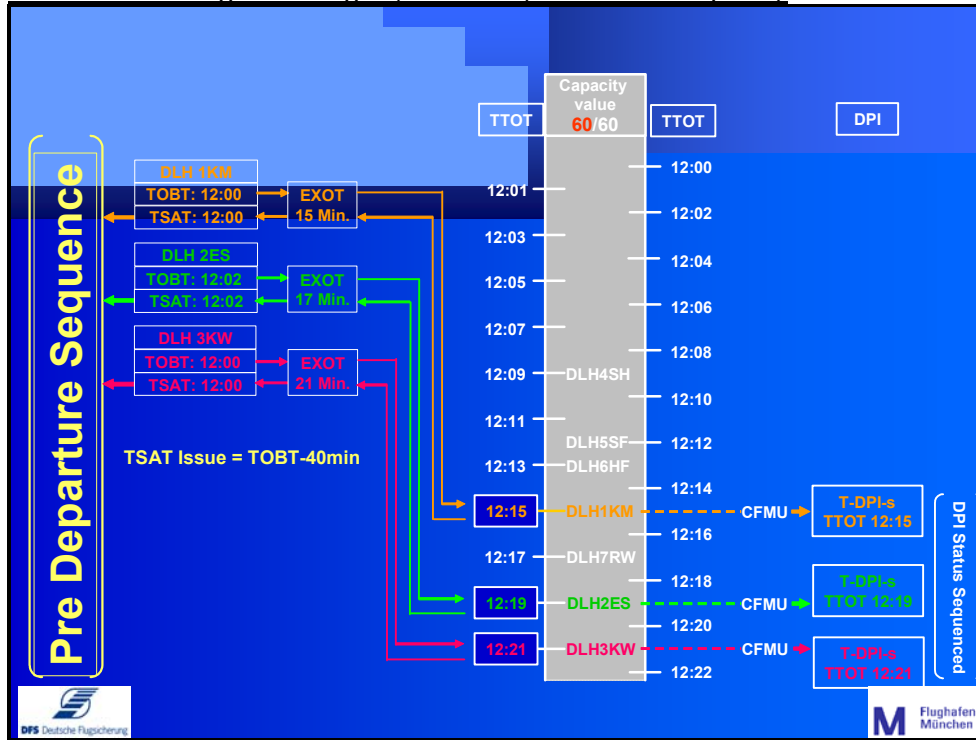 Capacity
value
60/60
TTOT
TTOT
DPI
Pre Departure Sequence
DLH 1KM
TOBT: 12:00
TSAT: 12:00
EXOT
15 Min.
DLH 2ES
TOBT: 12:02
TSAT: 12:02
EXOT
17 Min.
DLH 3KW
TOBT: 12:00
TSAT: 12:00
EXOT
21 Min.
TSAT Issue = TOBT-40min
12:00
12:01
12:02
12:03
12:04
12:05
12:06
12:07
12:08
12:09
DLH4SH
12:10
12:11
DLH5SF
12:12
12:13
DLH6HF
12:14
12:15
DLH1KM
CFMU
T-DPI-s
TTOT 12:15
12:16
12:17
DLH7RW
12:18
12:19
DLH2ES
CFMU
T-DPI-s
TTOT 12:19
12:20
12:21
DLH3KW
CFMU
T-DPI-s
TTOT 12:21
12:22
DPI Status Sequenced
DFS Deutsche Flugsicherung
M Flughafen
München